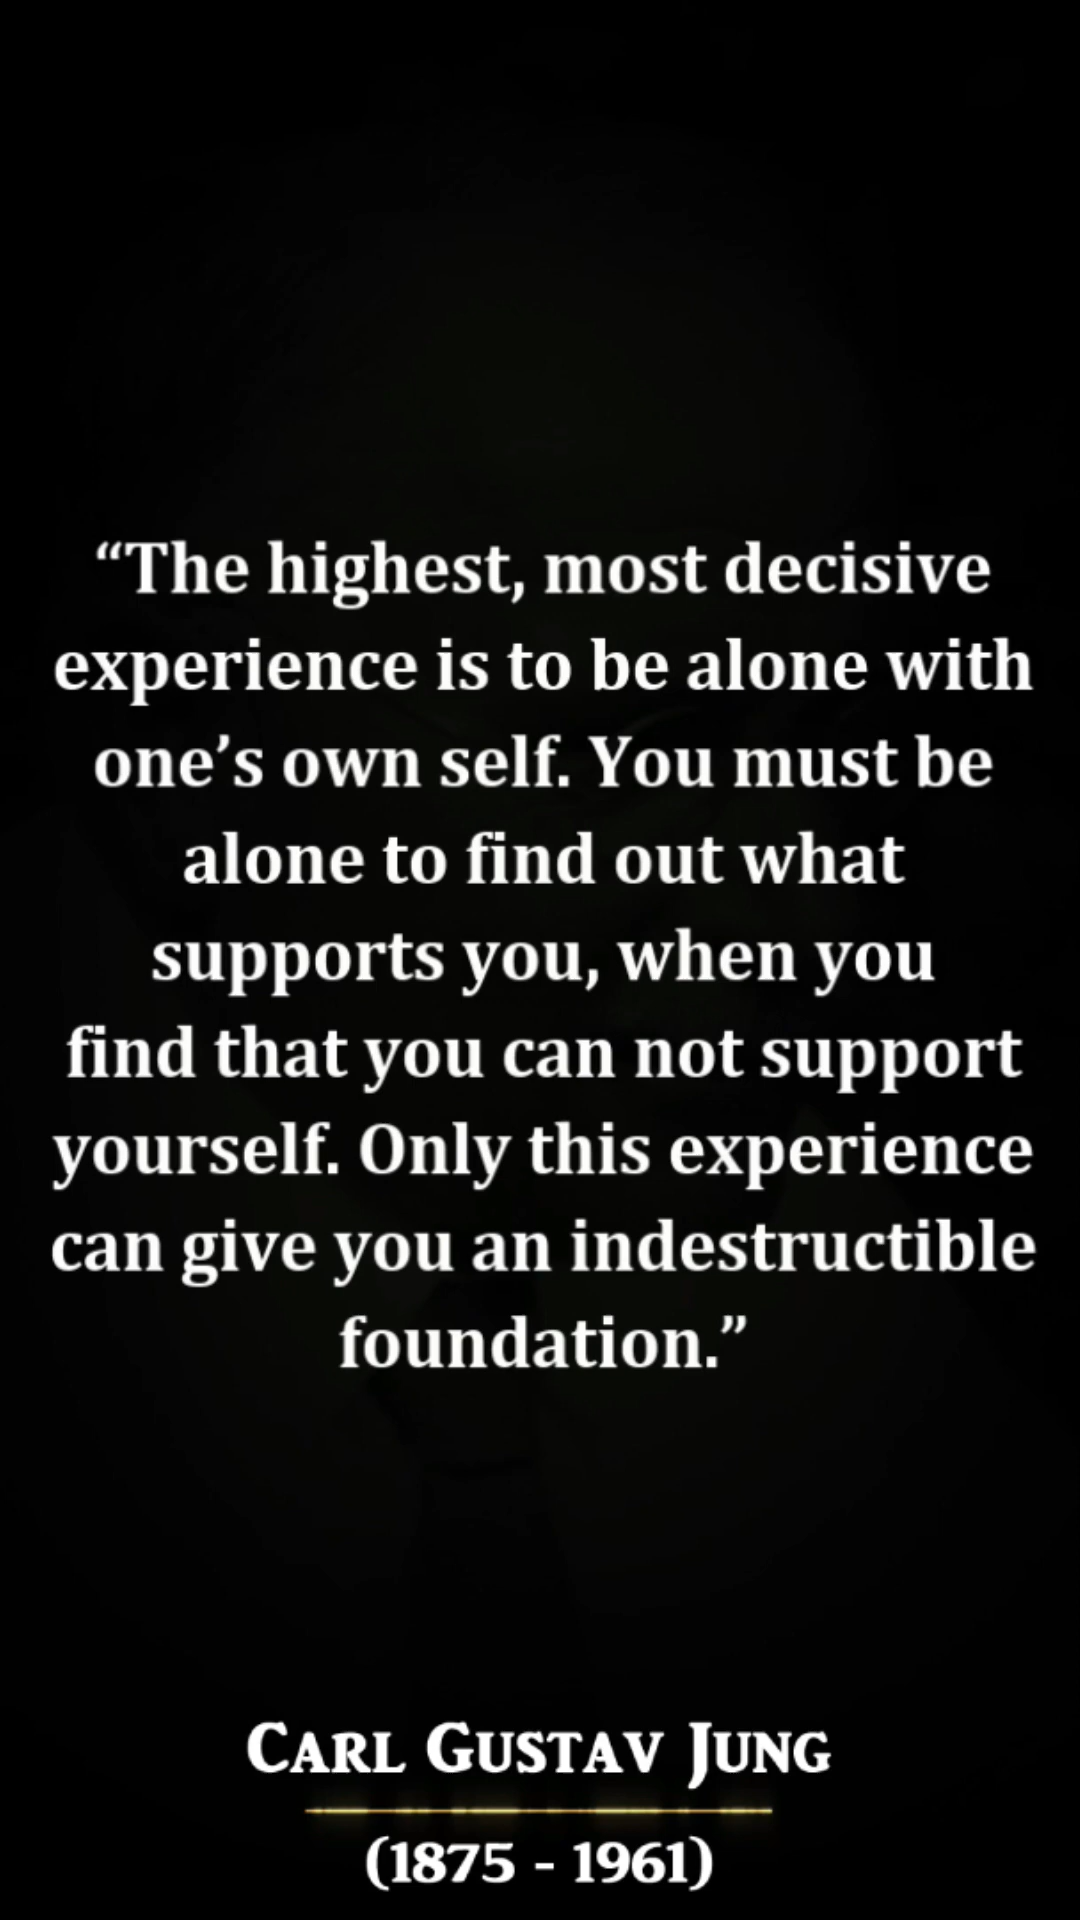 “The highest, most decisive
experience is to be alone with
one’s own self. You must be
alone to find out what
supports you, when you
find that you can not support
yourself. Only this experience
can give you an indestructible
foundation.”
Carl Gustav Jung
(1875 - 1961)